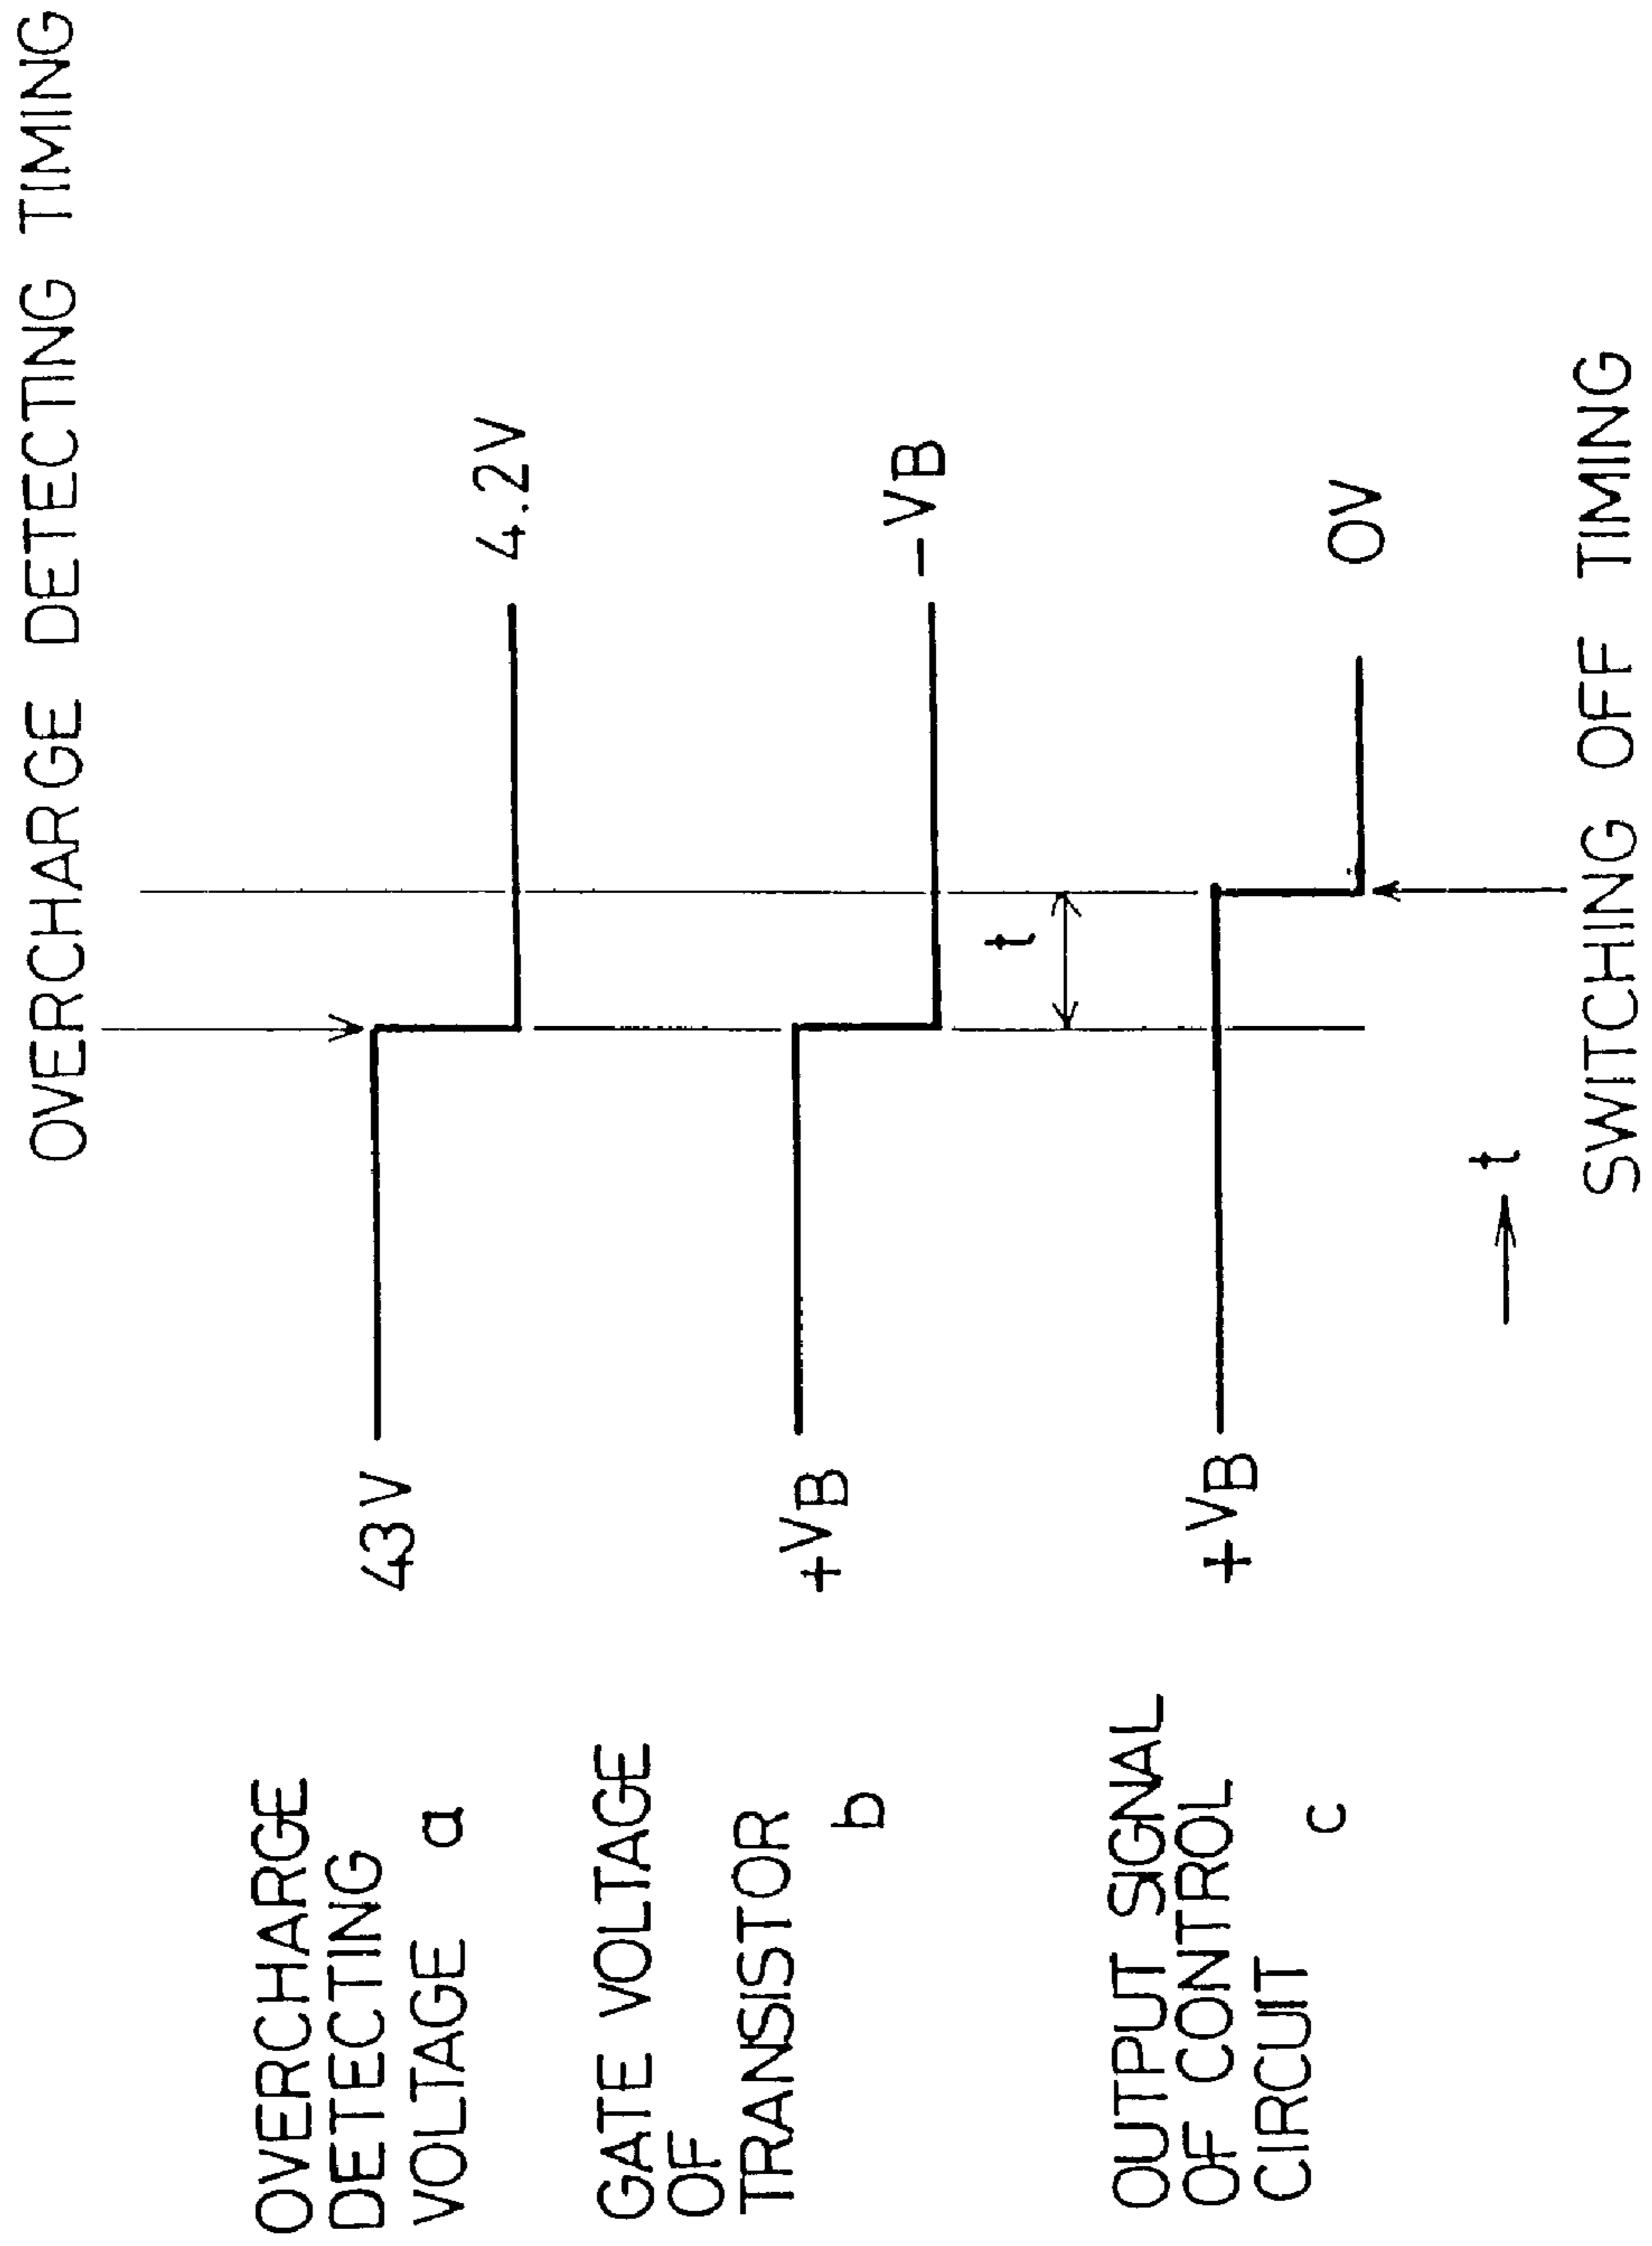 OVERCHARGE DETECTING TIMING
OVERCHARGE
DETECTING
VOLTAGE a
43V
4.2V
GATE VOLTAGE
OF
TRANSISTOR
b
+VB
-VB
t
OUTPUT SIGNAL
OF CONTROL
CIRCUIT c
+VB
0V
t
SWITCHING OFF TIMING